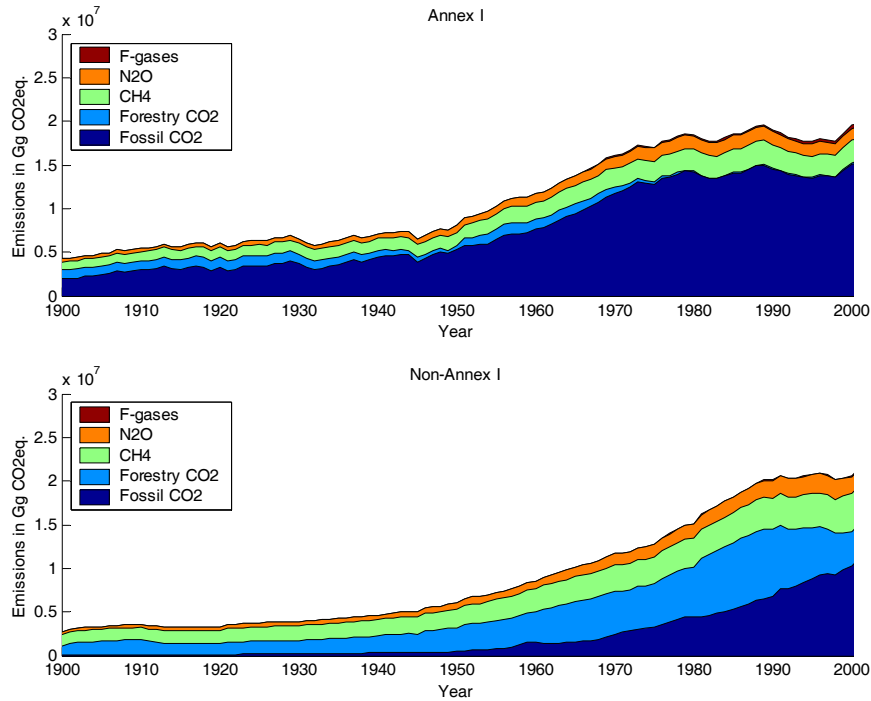 Annex I
x 10^7
3
2.5
2
1.5
1
0.5
0
Emissions in Gg CO2eq.
F-gases
N2O
CH4
Forestry CO2
Fossil CO2
1900 1910 1920 1930 1940 1950 1960 1970 1980 1990 2000
Year
Non-Annex I
x 10^7
3
2.5
2
1.5
1
0.5
0
Emissions in Gg CO2eq.
F-gases
N2O
CH4
Forestry CO2
Fossil CO2
1900 1910 1920 1930 1940 1950 1960 1970 1980 1990 2000
Year